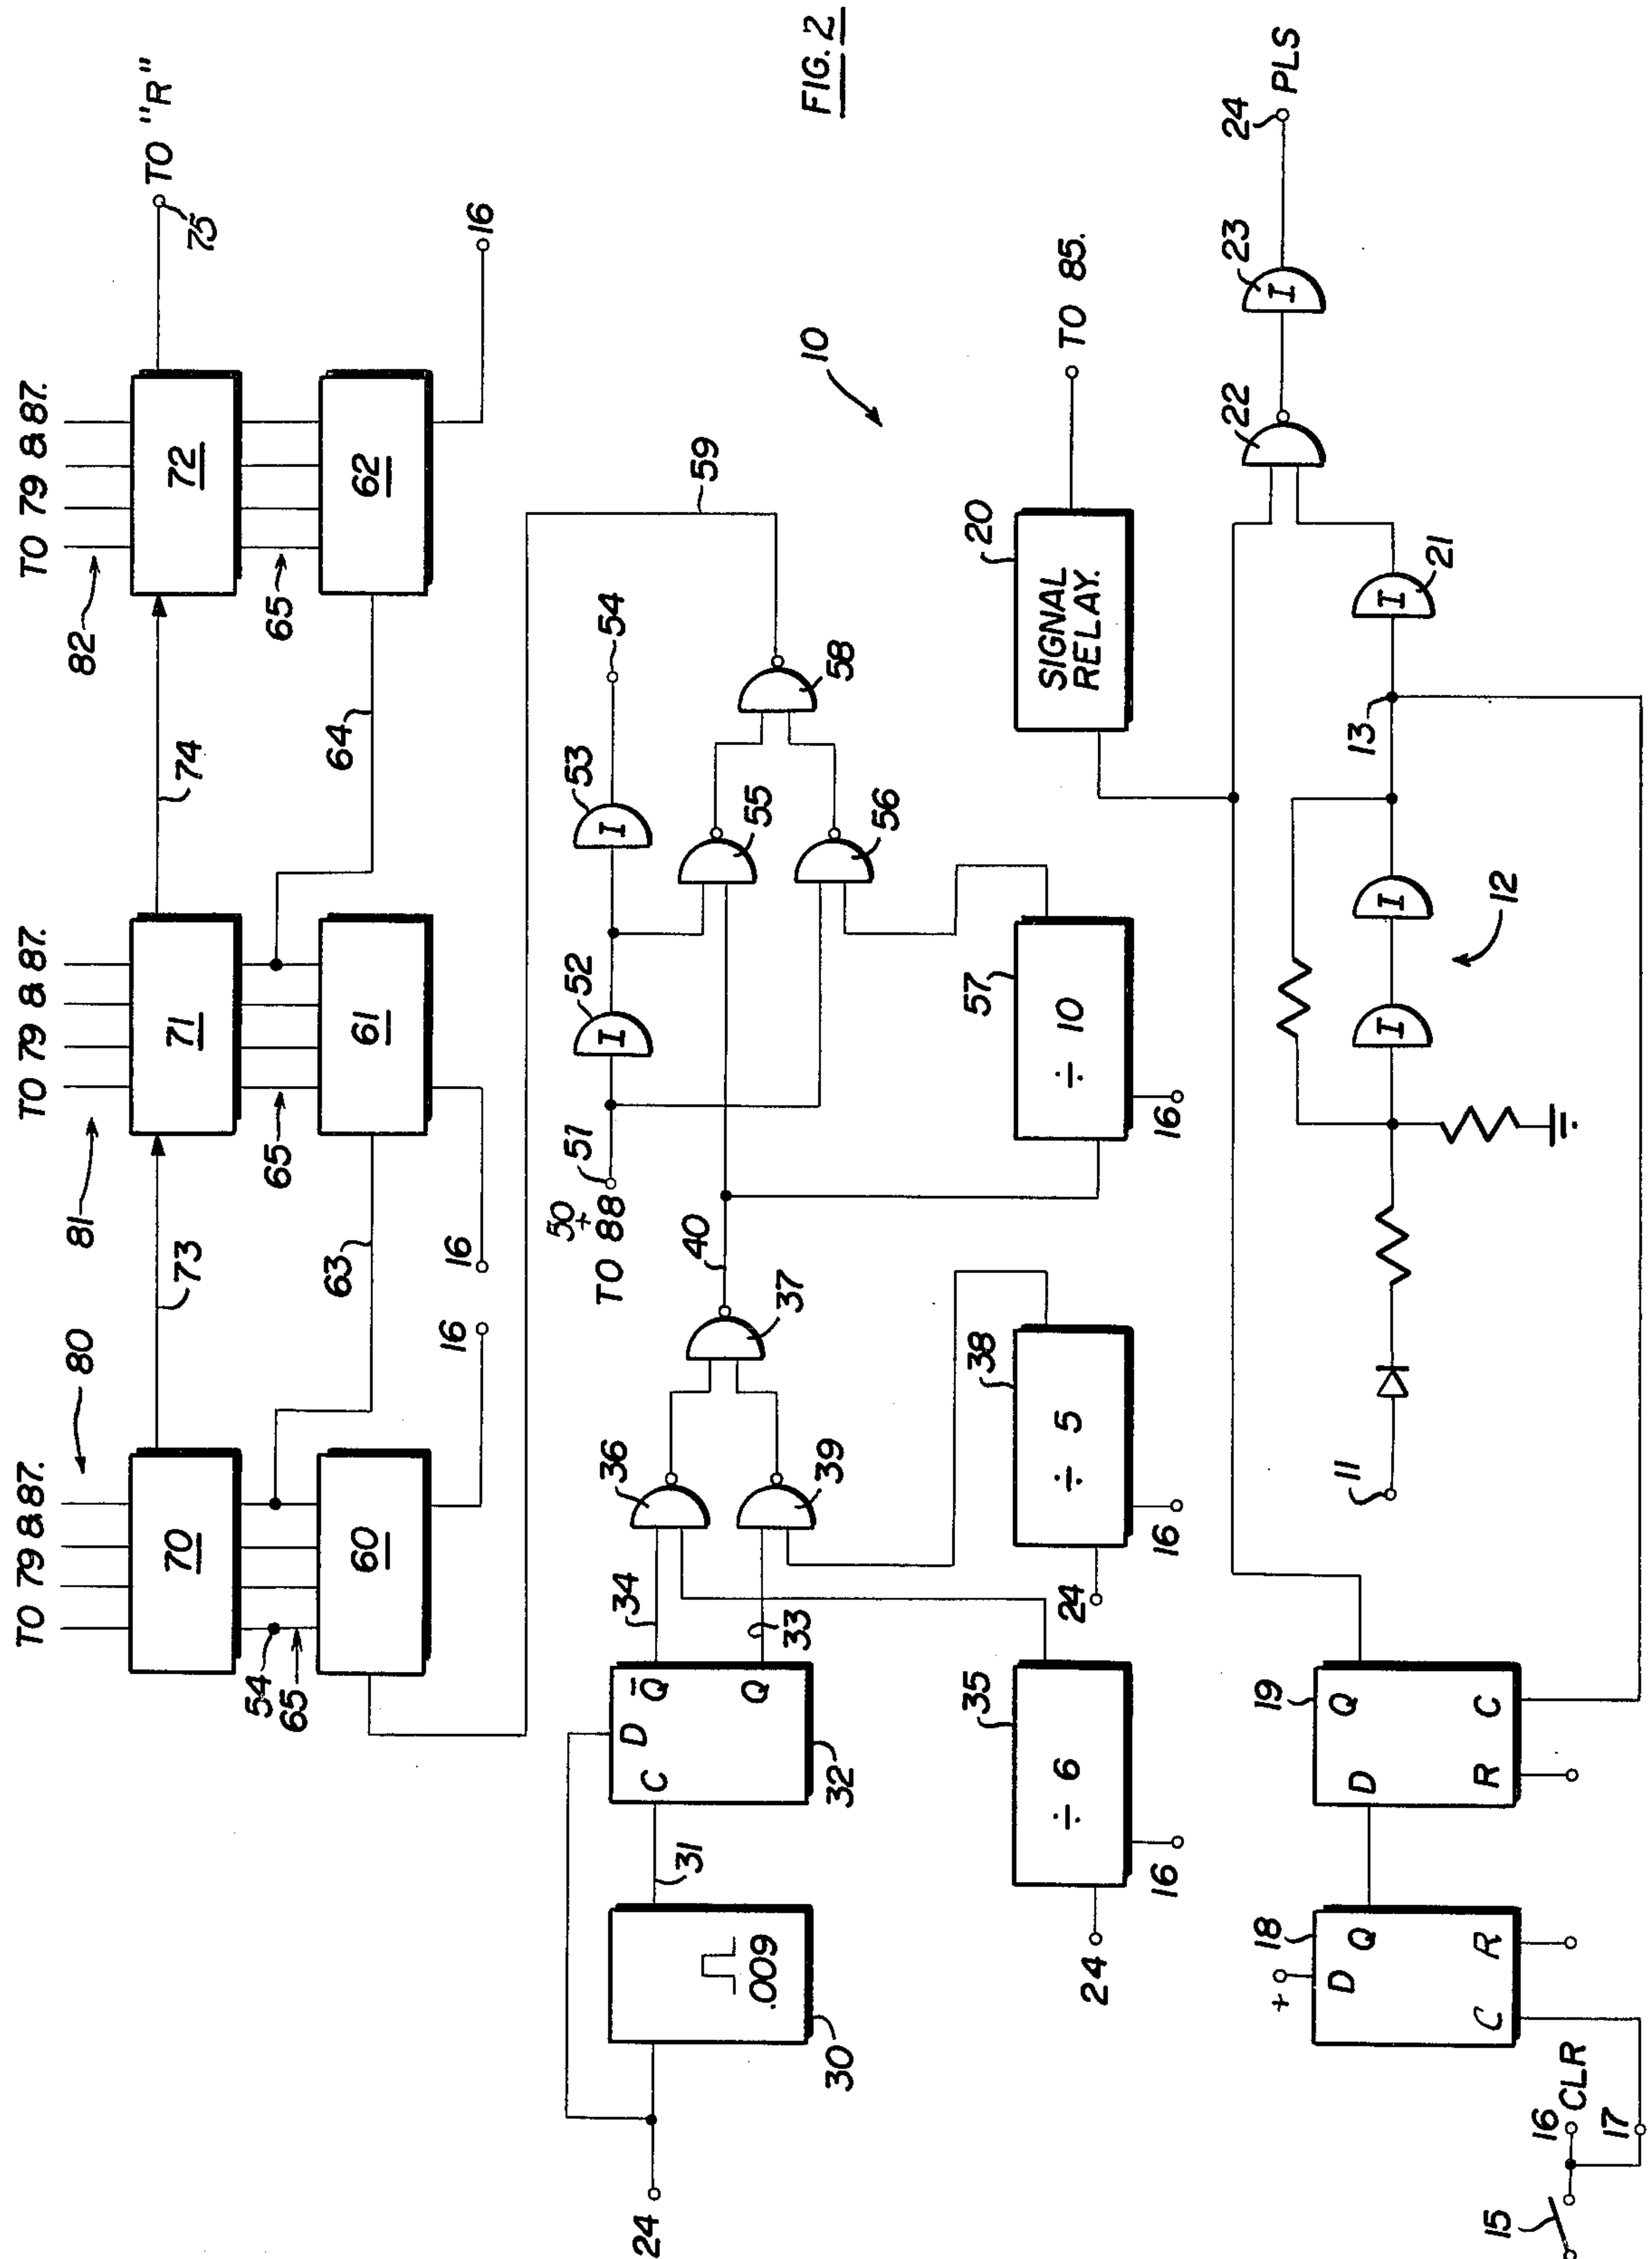 TO 79 & 87.
TO 79 & 87.
TO 79 & 87.
80
81
82
70
73
71
74
72
75
TO "R"
54
65
65
65
60
63
61
64
62
16
16
16
FIG. 2
59
50
+
TO 88
51
52
53
54
24
30
.009
31
32
C
D
Q̄
Q
34
33
36
39
37
40
55
56
58
10
24
÷ 6
35
16
24
÷ 5
38
16
÷ 10
57
16
SIGNAL
RELAY.
20
TO 85.
15
16
CLR
17
+
18
D
Q
C
R
19
D
Q
R
C
11
I
I
12
13
I
21
22
I
23
24
PLS
I
I